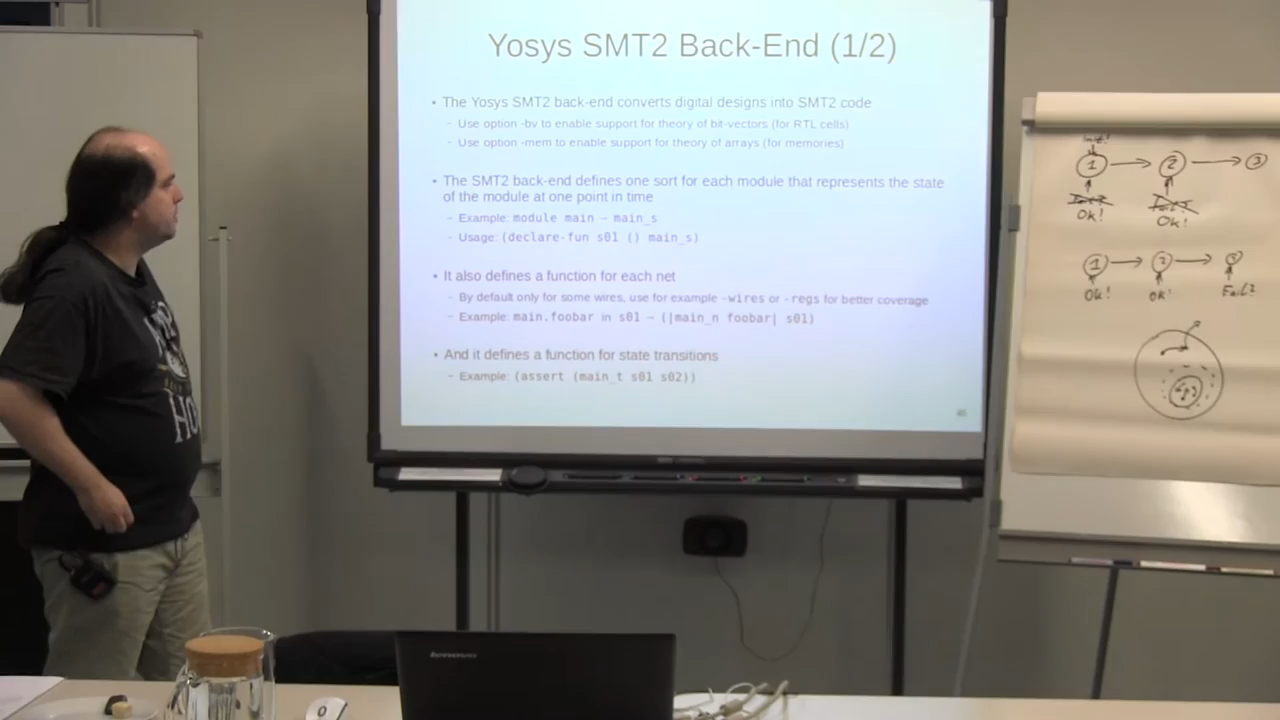 Yosys SMT2 Back-End (1/2)
• The Yosys SMT2 back-end converts digital designs into SMT2 code
– Use option -bv to enable support for theory of bit-vectors (for RTL cells)
– Use option -mem to enable support for theory of arrays (for memories)
• The SMT2 back-end defines one sort for each module that represents the state
of the module at one point in time
– Example: module main → main_s
– Usage: (declare-fun s01 () main_s)
• It also defines a function for each net
– By default only for some wires, use for example -wires or -regs for better coverage
– Example: main.foobar in s01 → (|main_n foobar| s01)
• And it defines a function for state transitions
– Example: (assert (main_t s01 s02))
init!
1 → 2 → 3
Ok!
Ok!
1 → 2 → 3
Ok! Ok! Fail?
lenovo